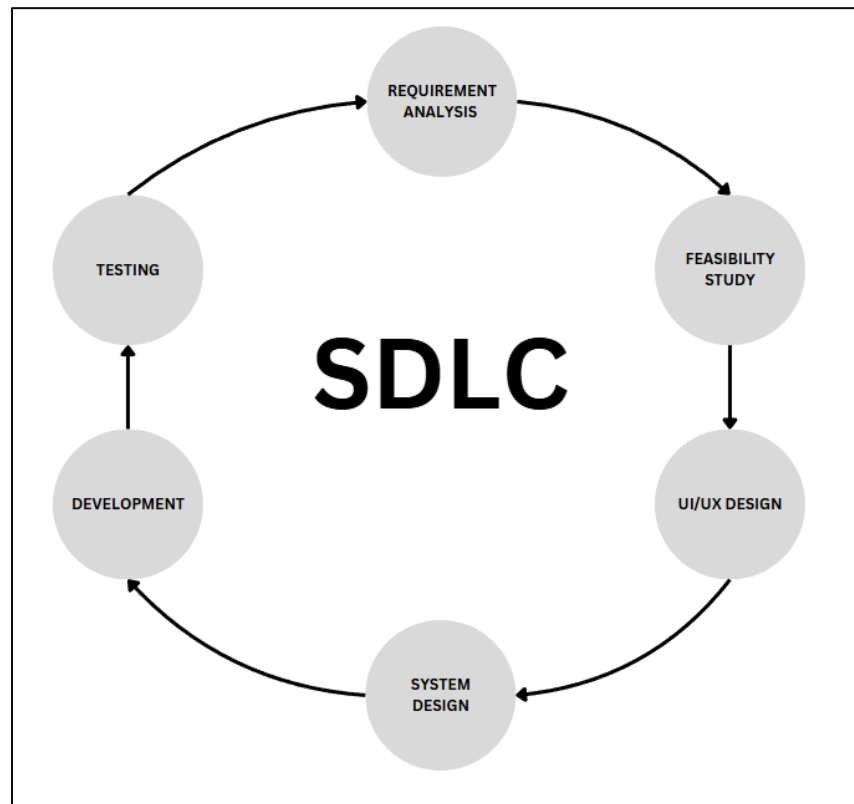 REQUIREMENT
ANALYSIS
FEASIBILITY
STUDY
TESTING
SDLC
DEVELOPMENT
UI/UX DESIGN
SYSTEM
DESIGN